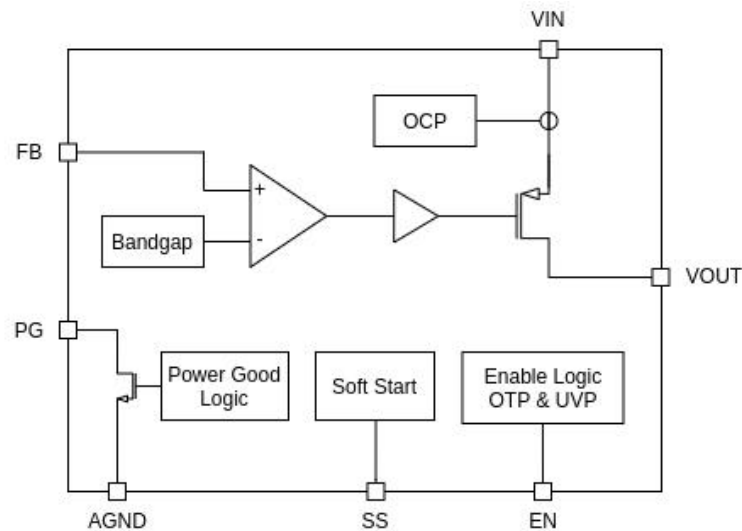 VIN
OCP
FB
+
Bandgap
-
VOUT
PG
Power Good
Logic
Soft Start
Enable Logic
OTP & UVP
AGND
SS
EN